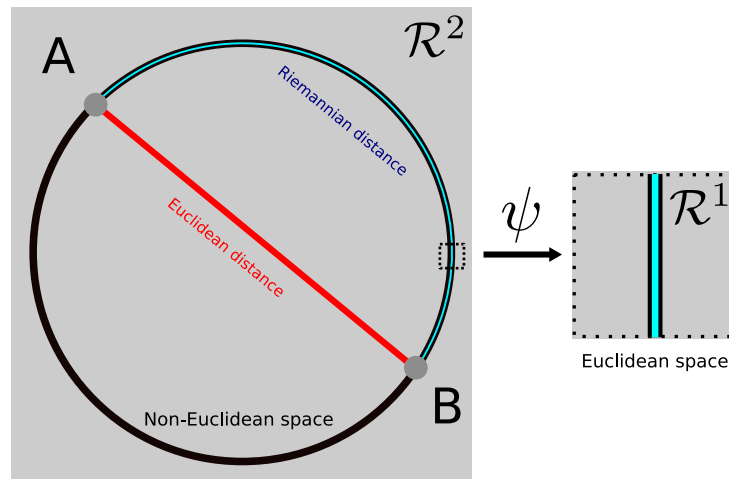 A
ℛ²
Riemannian distance
Euclidean distance
ψ
ℛ¹
Non-Euclidean space
B
Euclidean space